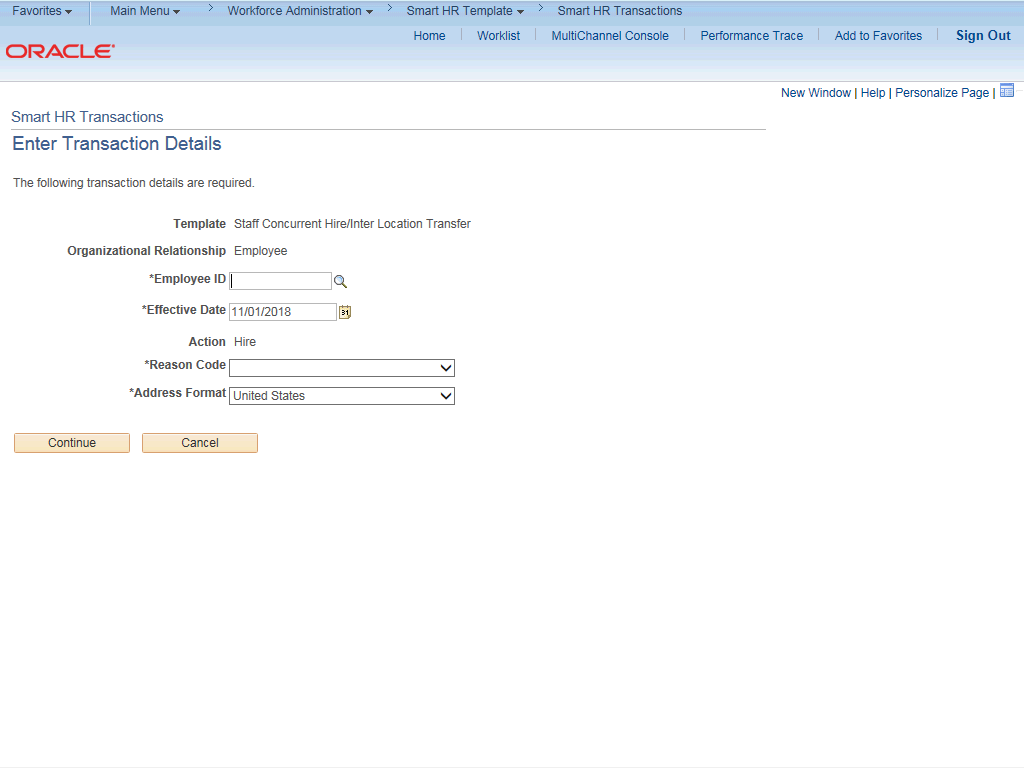 Favorites Main Menu > Workforce Administration > Smart HR Template > Smart HR Transactions
Home Worklist MultiChannel Console Performance Trace Add to Favorites Sign Out
ORACLE
New Window | Help | Personalize Page |
Smart HR Transactions
Enter Transaction Details
The following transaction details are required.
Template Staff Concurrent Hire/Inter Location Transfer
Organizational Relationship Employee
*Employee ID
*Effective Date 11/01/2018 31
Action Hire
*Reason Code
*Address Format United States
Continue Cancel